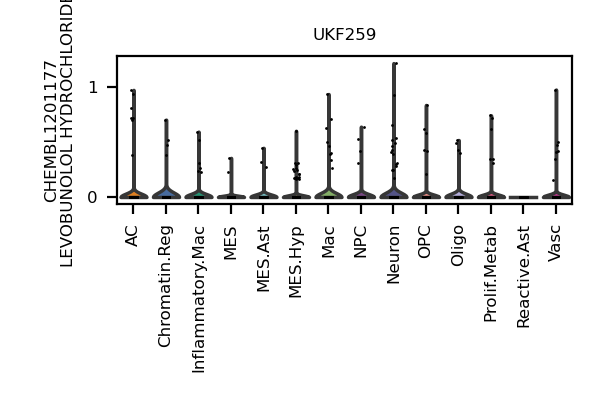 UKF259
CHEMBL1201177
LEVOBUNOLOL HYDROCHLORIDE
1
0
AC
Chromatin.Reg
Inflammatory.Mac
MES
MES.Ast
MES.Hyp
Mac
NPC
Neuron
OPC
Oligo
Prolif.Metab
Reactive.Ast
Vasc